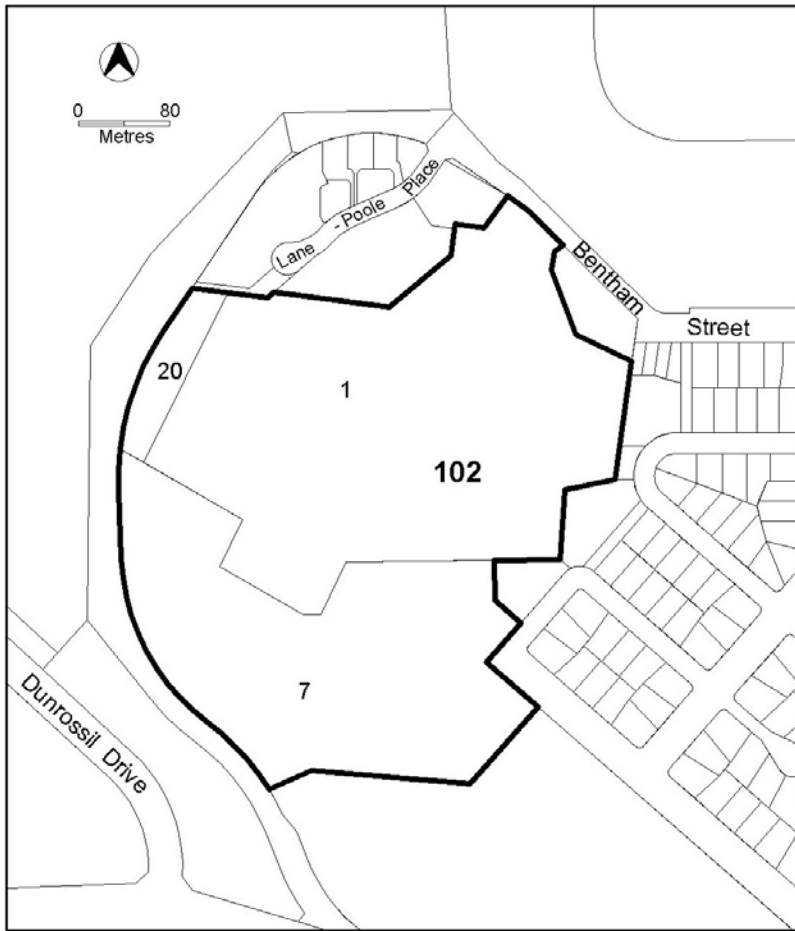 0 80
Metres
Lane - Poole Place
Bentham
Street
20
1
102
7
Dunrossil Drive